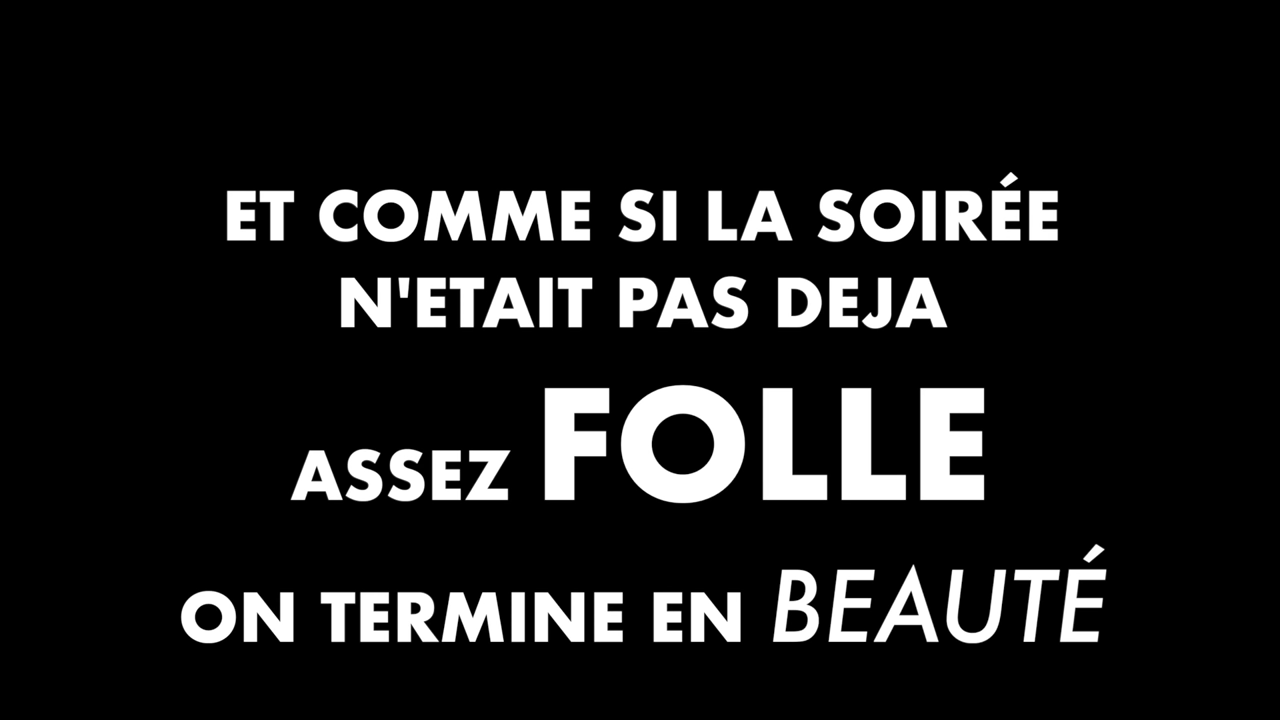 ET COMME SI LA SOIRÉE
N'ETAIT PAS DEJA
ASSEZ FOLLE
ON TERMINE EN BEAUTÉ